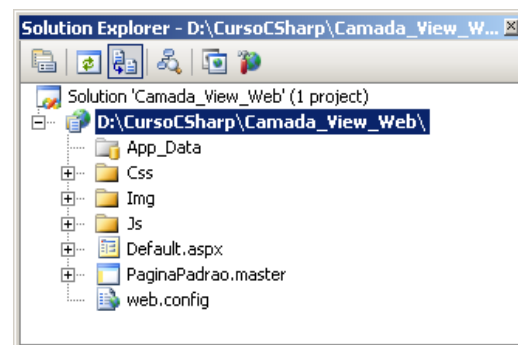 Solution Explorer - D:\CursoCSharp\Camada_View_W...
Solution 'Camada_View_Web' (1 project)
D:\CursoCSharp\Camada_View_Web\
App_Data
Css
Img
Js
Default.aspx
PaginaPadrao.master
web.config